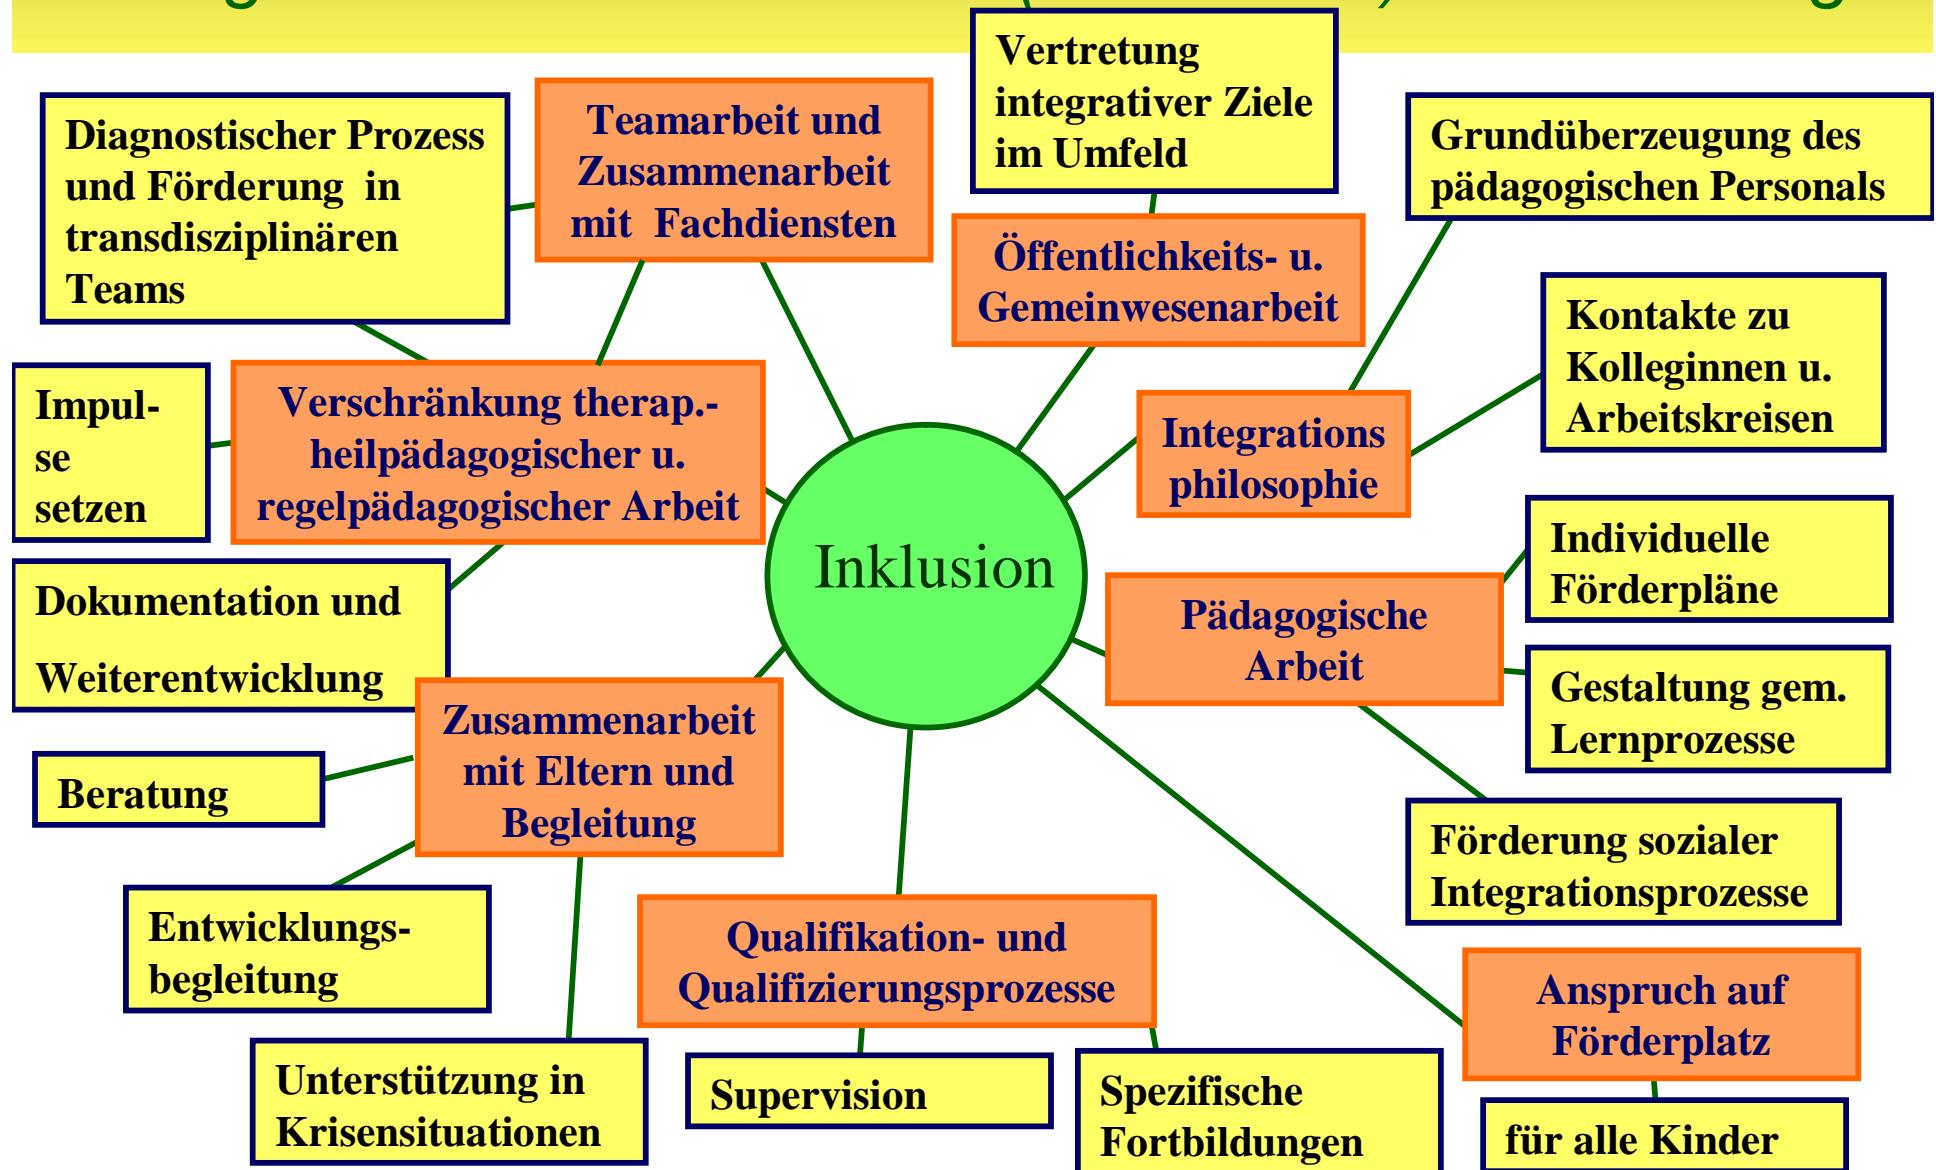 Vertretung
integrativer Ziele
im Umfeld
Teamarbeit und
Zusammenarbeit
mit Fachdiensten
Diagnostischer Prozess
und Förderung in
transdisziplinären
Teams
Grundüberzeugung des
pädagogischen Personals
Öffentlichkeits- u.
Gemeinwesenarbeit
Kontakte zu
Kolleginnen u.
Arbeitskreisen
Impul-
se
setzen
Verschränkung therap.-
heilpädagogischer u.
regelpädagogischer Arbeit
Integrations
philosophie
Inklusion
Individuelle
Förderpläne
Dokumentation und
Weiterentwicklung
Pädagogische
Arbeit
Gestaltung gem.
Lernprozesse
Zusammenarbeit
mit Eltern und
Begleitung
Beratung
Förderung sozialer
Integrationsprozesse
Entwicklungs-
begleitung
Qualifikation- und
Qualifizierungsprozesse
Anspruch auf
Förderplatz
Unterstützung in
Krisensituationen
Supervision
Spezifische
Fortbildungen
für alle Kinder